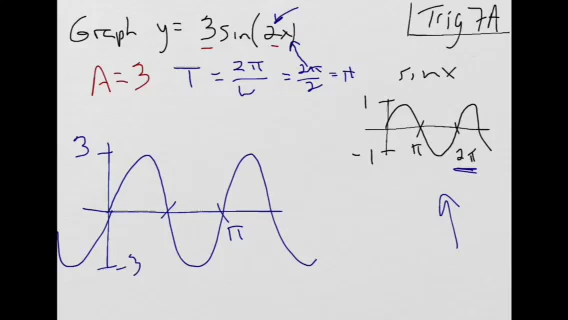 Graph y = 3sin(2x)
Trig 7A
A=3 T = 2π/ω = 2π/2 = π
sinx
1
-1
π
2π
3
-3
π